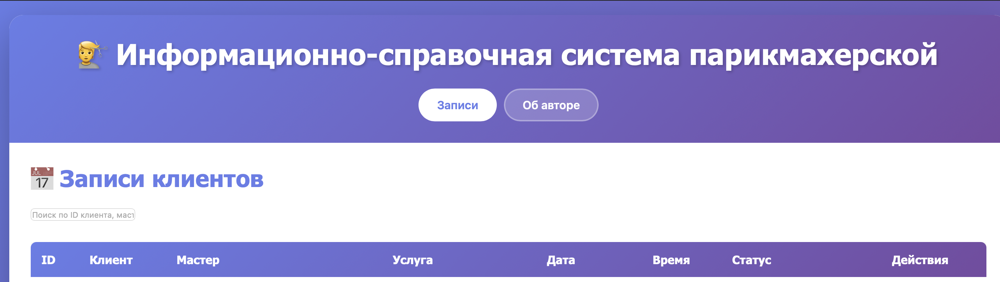 Информационно-справочная система парикмахерской
Записи Об авторе
JUL
17
Записи клиентов
Поиск по ID клиента, маст
ID Клиент Мастер Услуга Дата Время Статус Действия